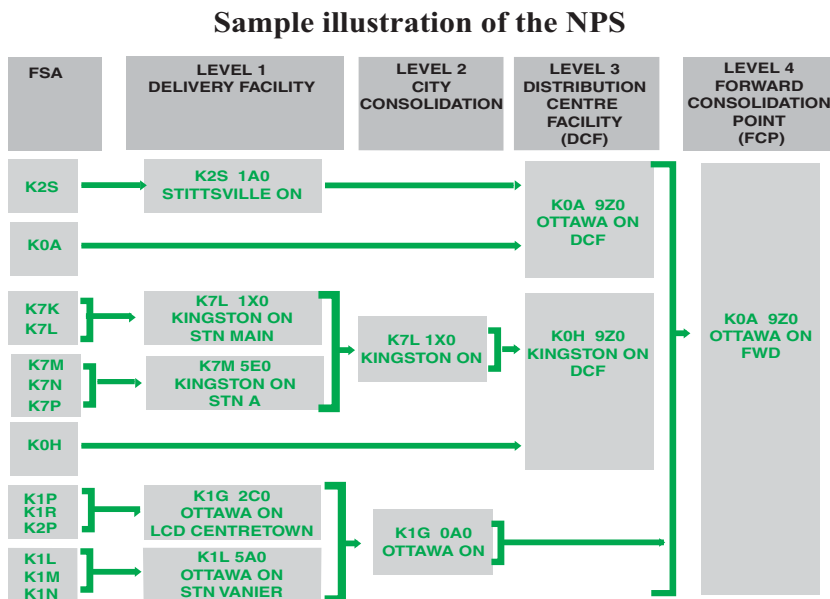 Sample illustration of the NPS
FSA
LEVEL 1
DELIVERY FACILITY
LEVEL 2
CITY
CONSOLIDATION
LEVEL 3
DISTRIBUTION
CENTRE
FACILITY
(DCF)
LEVEL 4
FORWARD
CONSOLIDATION
POINT
(FCP)
K2S
K2S 1A0
STITTSVILLE ON
K0A
K0A 9Z0
OTTAWA ON
DCF
K7K
K7L
K7L 1X0
KINGSTON ON
STN MAIN
K7M
K7N
K7P
K7M 5E0
KINGSTON ON
STN A
K7L 1X0
KINGSTON ON
K0H
K0H 9Z0
KINGSTON ON
DCF
K0A 9Z0
OTTAWA ON
FWD
K1P
K1R
K2P
K1G 2C0
OTTAWA ON
LCD CENTRETOWN
K1L
K1M
K1N
K1L 5A0
OTTAWA ON
STN VANIER
K1G 0A0
OTTAWA ON